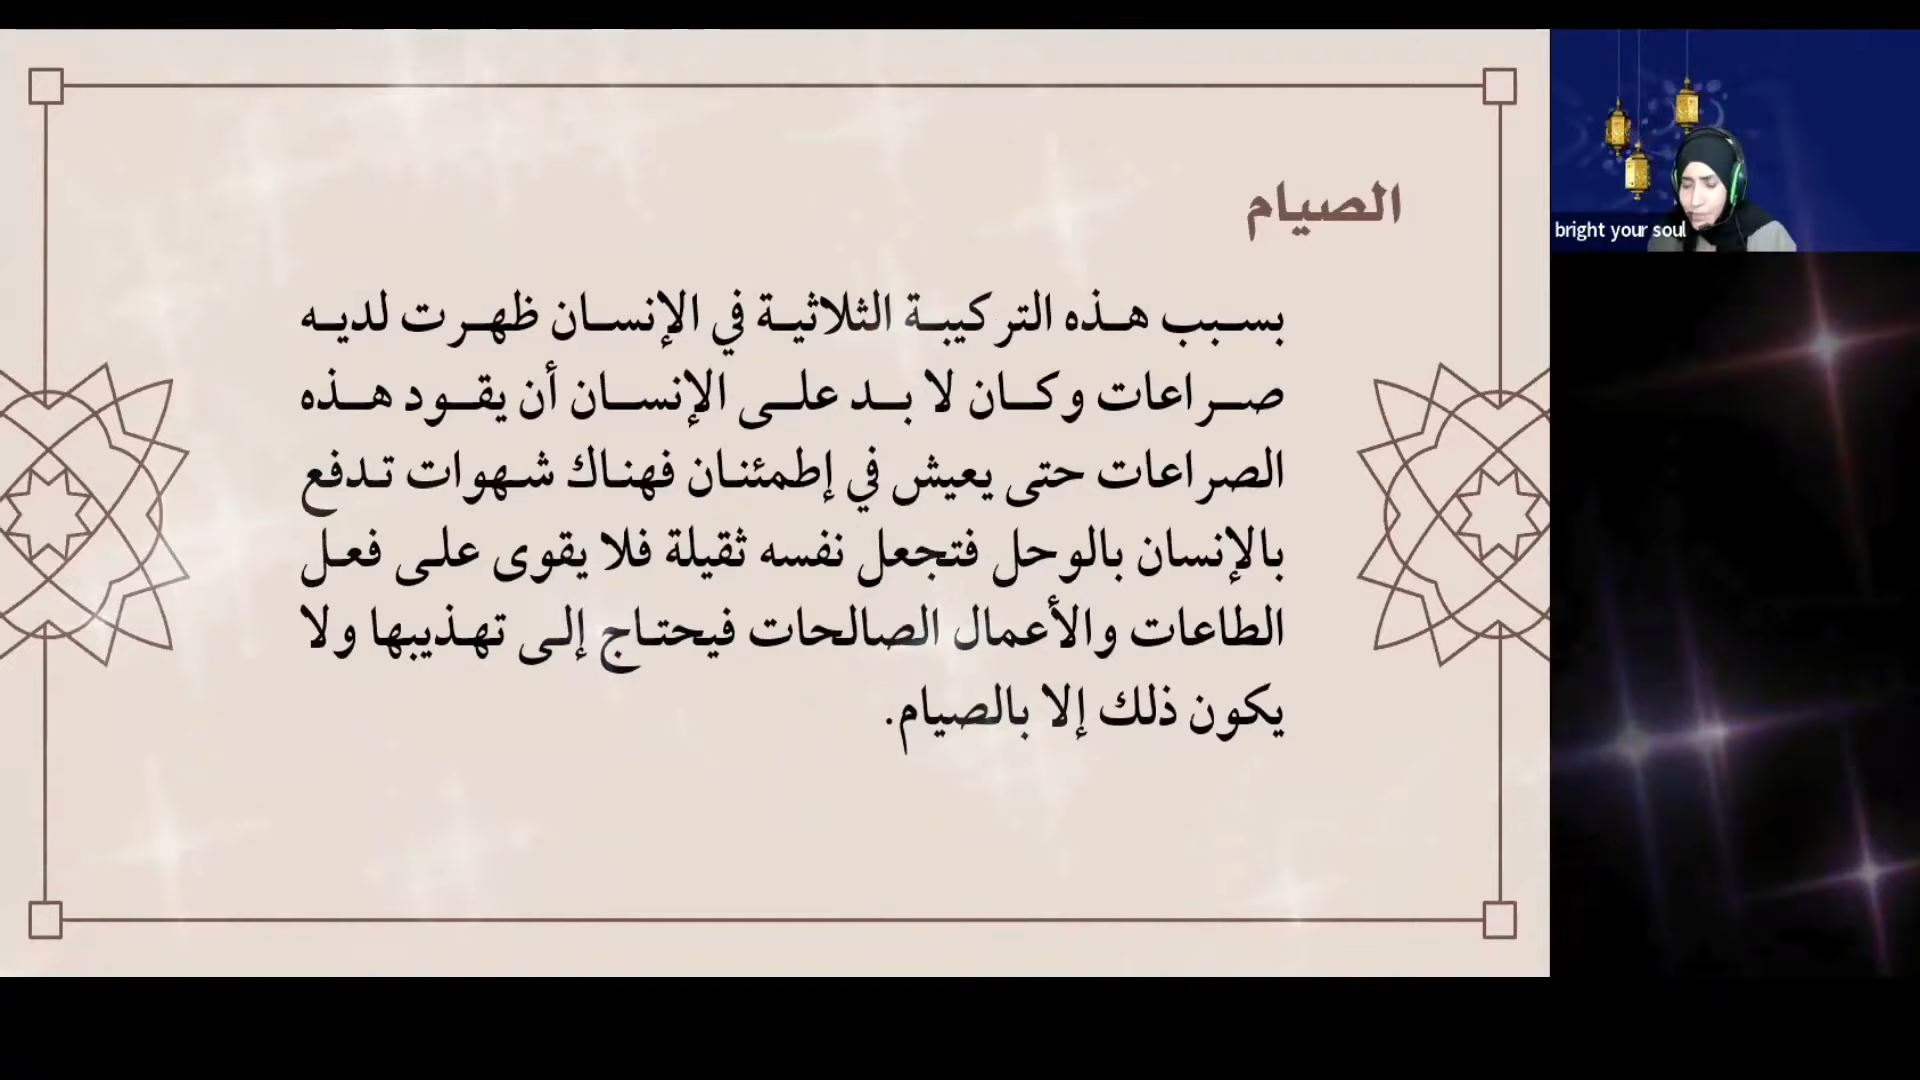 الصيام
بسبب هذه التركيبة الثلاثية في الإنسان ظهرت لديه
صراعات وكان لا بد على الإنسان أن يقود هذه
الصراعات حتى يعيش في إطمئنان فهناك شهوات تدفع
بالإنسان بالوحل فتجعل نفسه ثقيلة فلا يقوى على فعل
الطاعات والأعمال الصالحات فيحتاج إلى تهذيبها ولا
يكون ذلك إلا بالصيام.
bright your soul